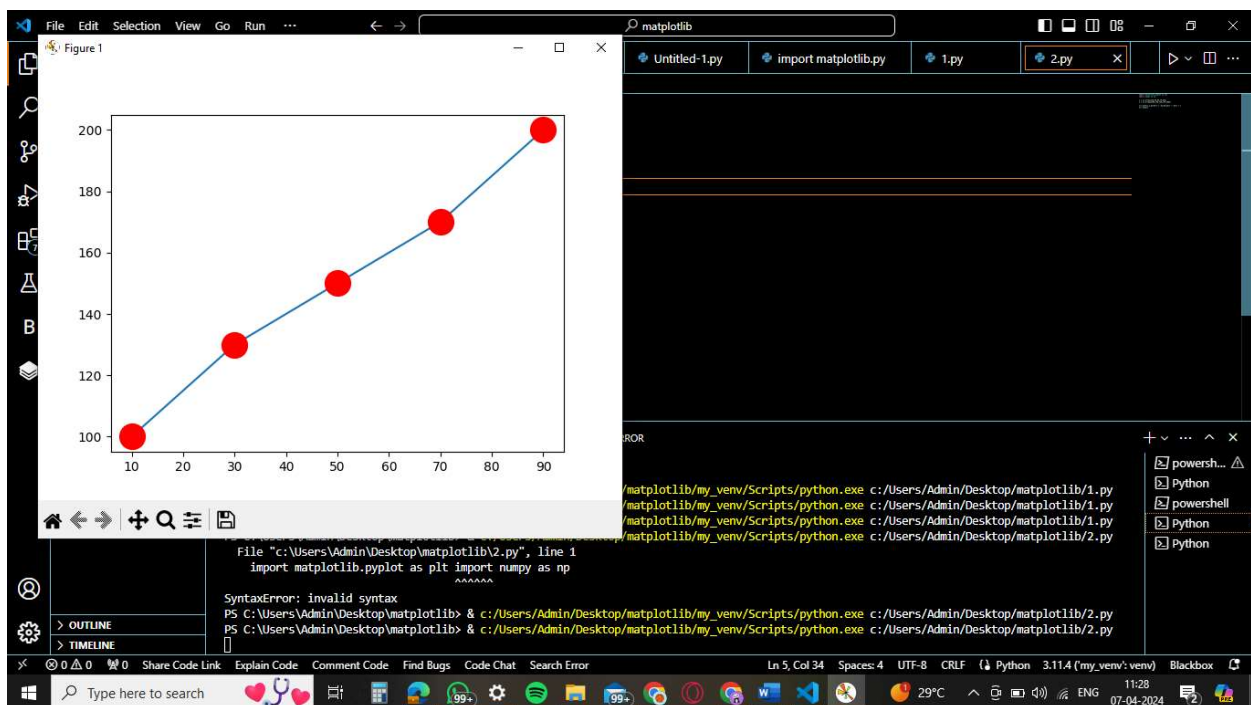 File Edit Selection View Go Run ··· ← → matplotlib
Figure 1
Untitled-1.py import matplotlib.py 1.py 2.py
200
180
160
140
120
100
10 20 30 40 50 60 70 80 90
B
RROR
powersh...
Python
powershell
Python
Python
/matplotlib/my_venv/Scripts/python.exe c:/Users/Admin/Desktop/matplotlib/1.py
/matplotlib/my_venv/Scripts/python.exe c:/Users/Admin/Desktop/matplotlib/1.py
/matplotlib/my_venv/Scripts/python.exe c:/Users/Admin/Desktop/matplotlib/1.py
/matplotlib/my_venv/Scripts/python.exe c:/Users/Admin/Desktop/matplotlib/2.py
File "c:\Users\Admin\Desktop\matplotlib\2.py", line 1
import matplotlib.pyplot as plt import numpy as np
^^^^^^
SyntaxError: invalid syntax
PS C:\Users\Admin\Desktop\matplotlib> & c:/Users/Admin/Desktop/matplotlib/my_venv/Scripts/python.exe c:/Users/Admin/Desktop/matplotlib/2.py
PS C:\Users\Admin\Desktop\matplotlib> & c:/Users/Admin/Desktop/matplotlib/my_venv/Scripts/python.exe c:/Users/Admin/Desktop/matplotlib/2.py
> OUTLINE
> TIMELINE
0 0 0 Share Code Link Explain Code Comment Code Find Bugs Code Chat Search Error Ln 5, Col 34 Spaces: 4 UTF-8 CRLF Python 3.11.4 ('my_venv': venv) Blackbox
Type here to search 99+ 99+ 29°C ENG 11:28
07-04-2024 2 PRE